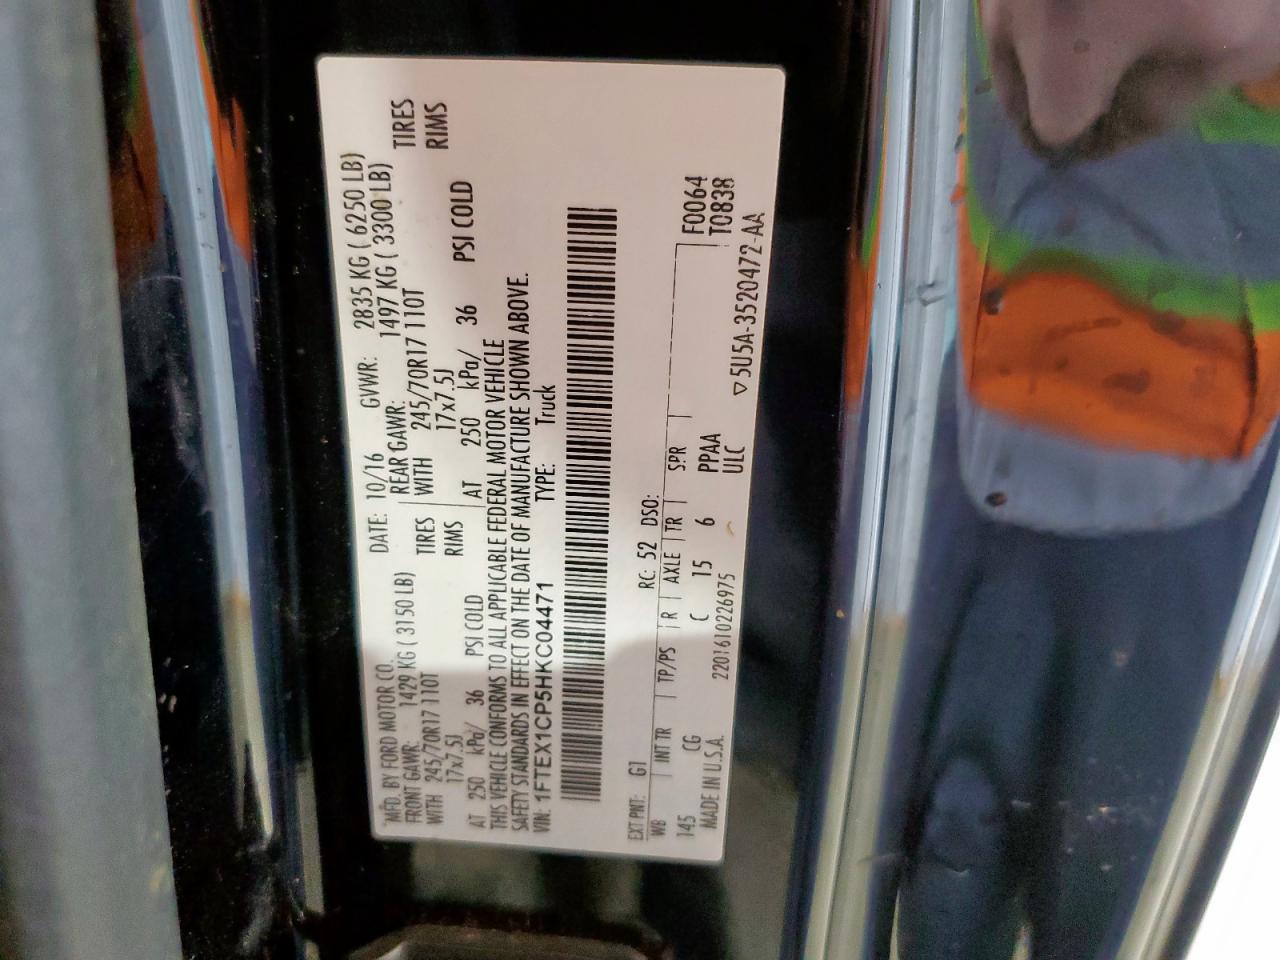 MFD. BY FORD MOTOR CO.
DATE: 10/16 GVWR: 2835 KG ( 6250 LB)
FRONT GAWR: 1429 KG ( 3150 LB)
REAR GAWR: 1497 KG ( 3300 LB)
WITH 245/70R17 110T TIRES
WITH 245/70R17 110T TIRES
17x7.5J RIMS
17x7.5J RIMS
AT 250 kPa/ 36 PSI COLD
AT 250 kPa/ 36 PSI COLD
THIS VEHICLE CONFORMS TO ALL APPLICABLE FEDERAL MOTOR VEHICLE
SAFETY STANDARDS IN EFFECT ON THE DATE OF MANUFACTURE SHOWN ABOVE.
VIN: 1FTEX1CP5HKC04471 TYPE: Truck
EXT PNT: G1 RC: 52 DSO:
WB INT TR TP/PS R AXLE TR SPR
145 CG C 15 6 PPAA
F0064
MADE IN U.S.A. 2201610226975 ULC
T0838
▽5U5A-3520472-AA